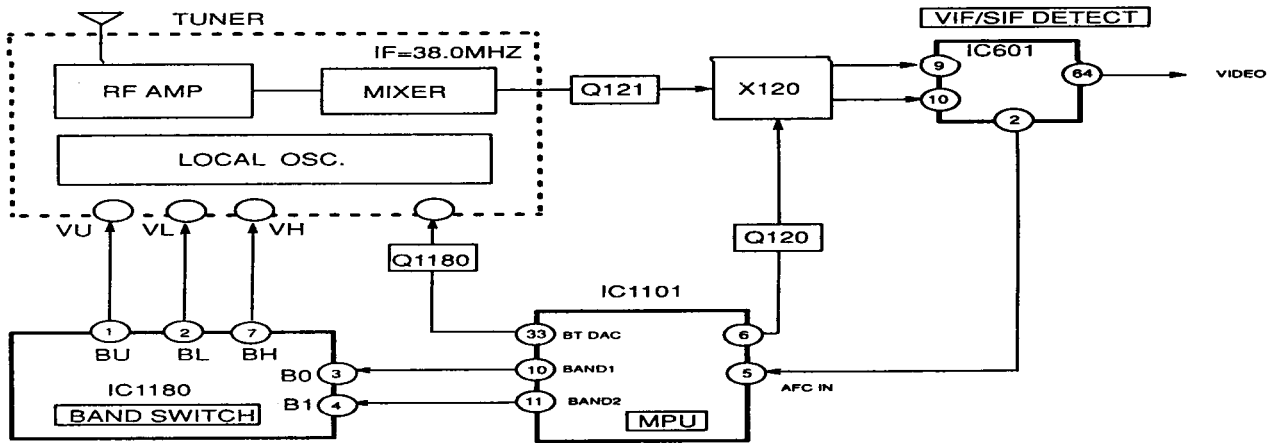 TUNER
VIF/SIF DETECT
IF=38.0MHZ
IC601
RF AMP
MIXER
Q121
X120
9
10
64
VIDEO
2
LOCAL OSC.
VU
VL
VH
Q1180
Q120
IC1101
1
2
7
33
BT DAC
6
BU
BL
BH
B0
3
10
BAND1
5
AFC IN
IC1180
B1
4
11
BAND2
BAND SWITCH
MPU